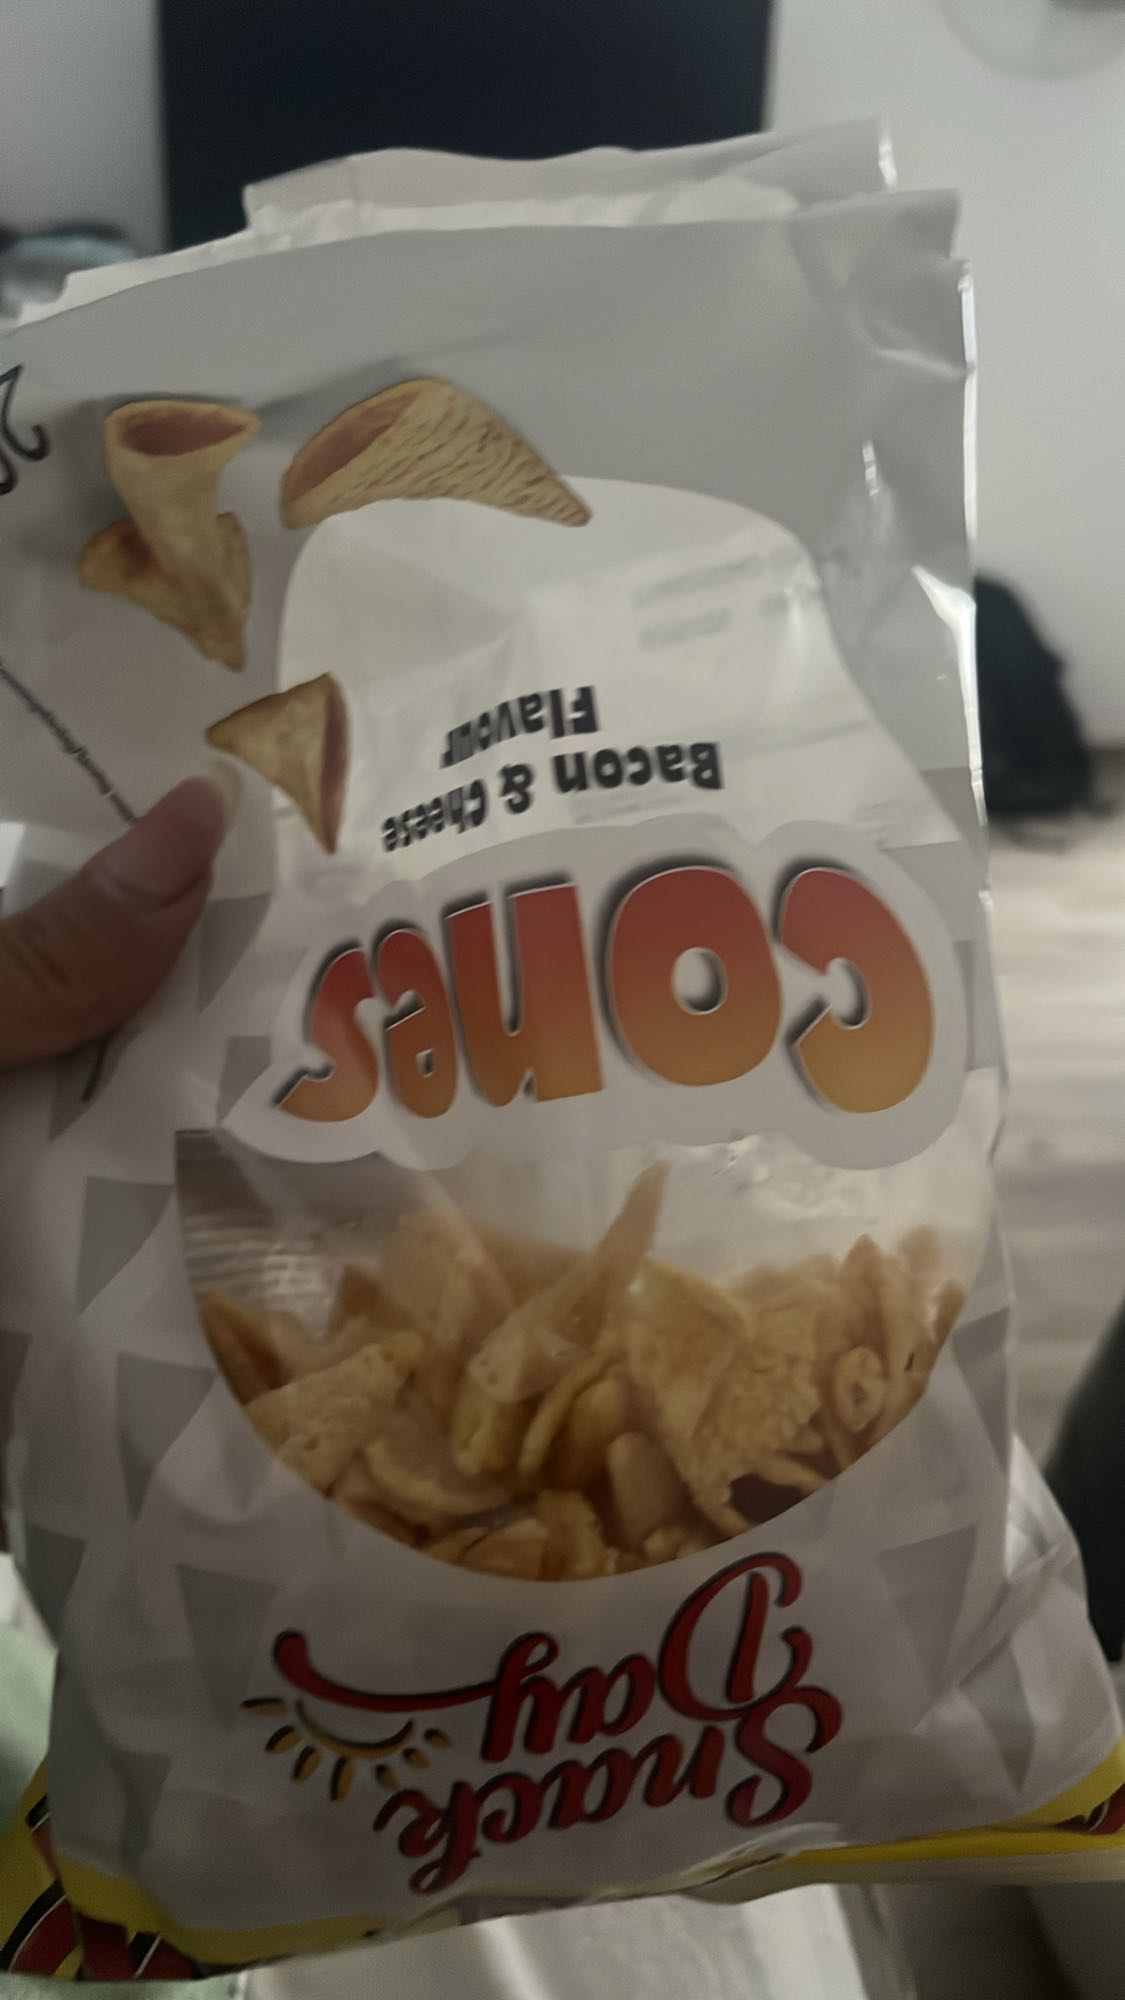 Snack
Day
Cones
Bacon & Cheese
Flavour